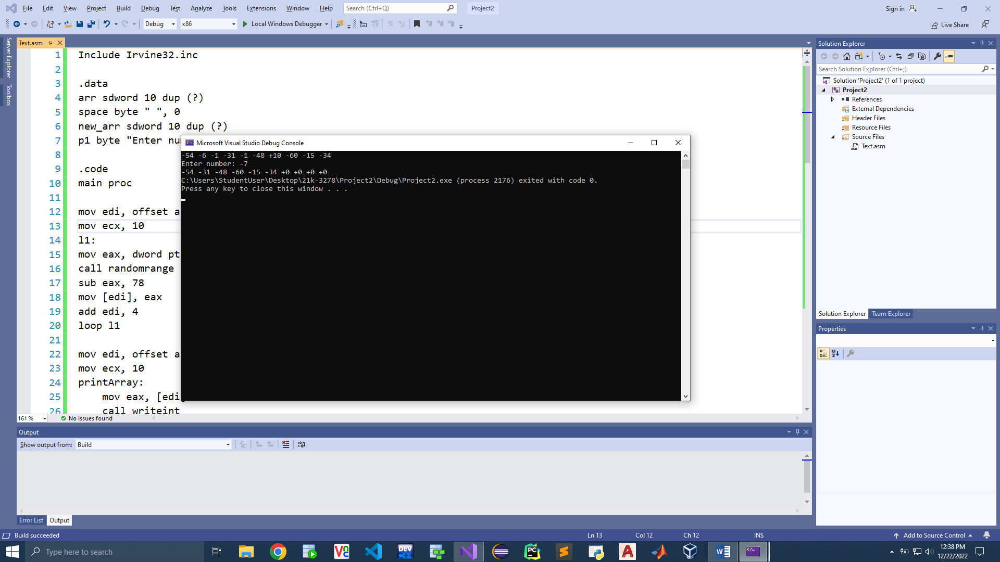 File Edit View Project Build Debug Test Analyze Tools Extensions Window Help Search (Ctrl+Q) Project2 Sign in
Debug x86 Local Windows Debugger Live Share
Server Explorer
Toolbox
Text.asm
1 Include Irvine32.inc
2
3 .data
4 arr sdword 10 dup (?)
5 space byte " ", 0
6 new_arr sdword 10 dup (?)
7 p1 byte "Enter nu
8
9 .code
10 main proc
11
12 mov edi, offset a
13 mov ecx, 10
14 l1:
15 mov eax, dword pt
16 call randomrange
17 sub eax, 78
18 mov [edi], eax
19 add edi, 4
20 loop l1
21
22 mov edi, offset a
23 mov ecx, 10
24 printArray:
25 mov eax, [edi]
26 call writeint
Microsoft Visual Studio Debug Console
-54 -6 -1 -31 -1 -48 +10 -60 -15 -34
Enter number: -7
-54 -31 -48 -60 -15 -34 +0 +0 +0 +0
C:\Users\StudentUser\Desktop\21k-3278\Project2\Debug\Project2.exe (process 2176) exited with code 0.
Press any key to close this window . . .
161 % No issues found
Output
Show output from: Build
Error List Output
Solution Explorer
Search Solution Explorer (Ctrl+;)
Solution 'Project2' (1 of 1 project)
Project2
References
External Dependencies
Header Files
Resource Files
Source Files
Text.asm
Solution Explorer Team Explorer
Properties
Build succeeded Ln 13 Col 12 Ch 12 INS Add to Source Control
Type here to search
12:38 PM
12/22/2022